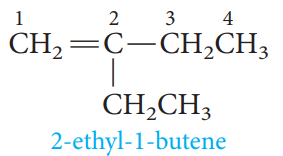 1 2 3 4
CH₂=C—CH₂CH₃
CH₂CH₃
2-ethyl-1-butene